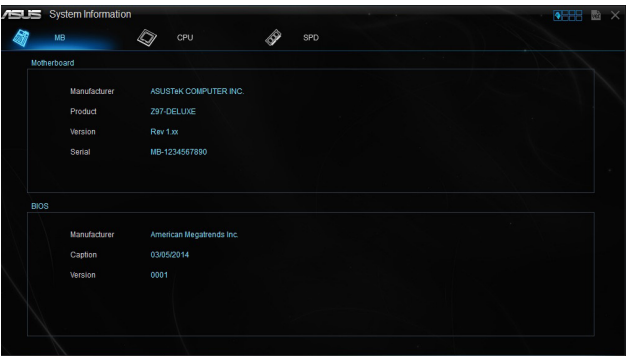 ASUS System Information
MB CPU SPD
Motherboard
Manufacturer ASUSTeK COMPUTER INC.
Product Z97-DELUXE
Version Rev 1.xx
Serial MB-1234567890
BIOS
Manufacturer American Megatrends Inc.
Caption 03/05/2014
Version 0001